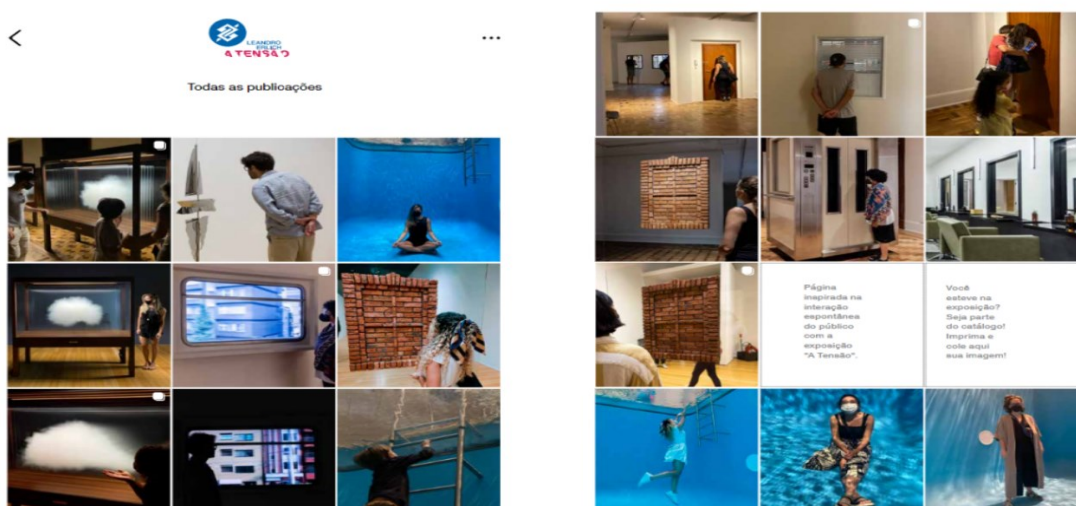 LEANDRO
ERLICH
A TENSÃO
Todas as publicações
Página
inspirada na
interação
espontânea
do público
com a
exposição
"A Tensão".
Você
esteve na
exposição?
Seja parte
do catálogo!
Imprima e
cole aqui
sua imagem!